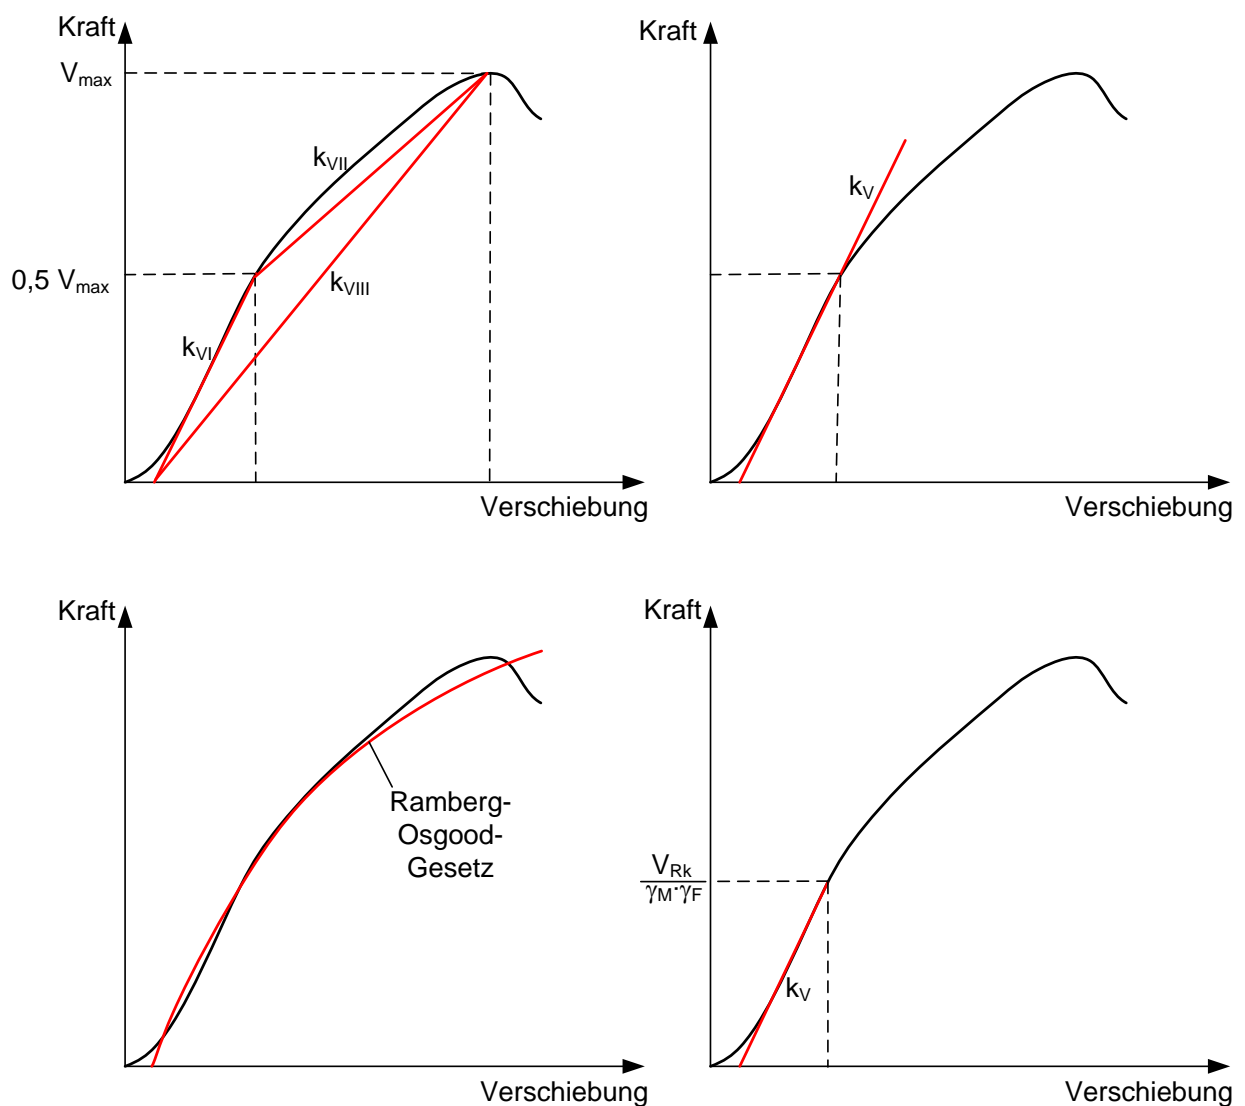 Kraft
V_max
k_VII
0,5 V_max
k_VIII
k_VI
Verschiebung
Kraft
k_V
Verschiebung
Kraft
Ramberg-
Osgood-
Gesetz
Verschiebung
Kraft
V_Rk
γ_M·γ_F
k_V
Verschiebung